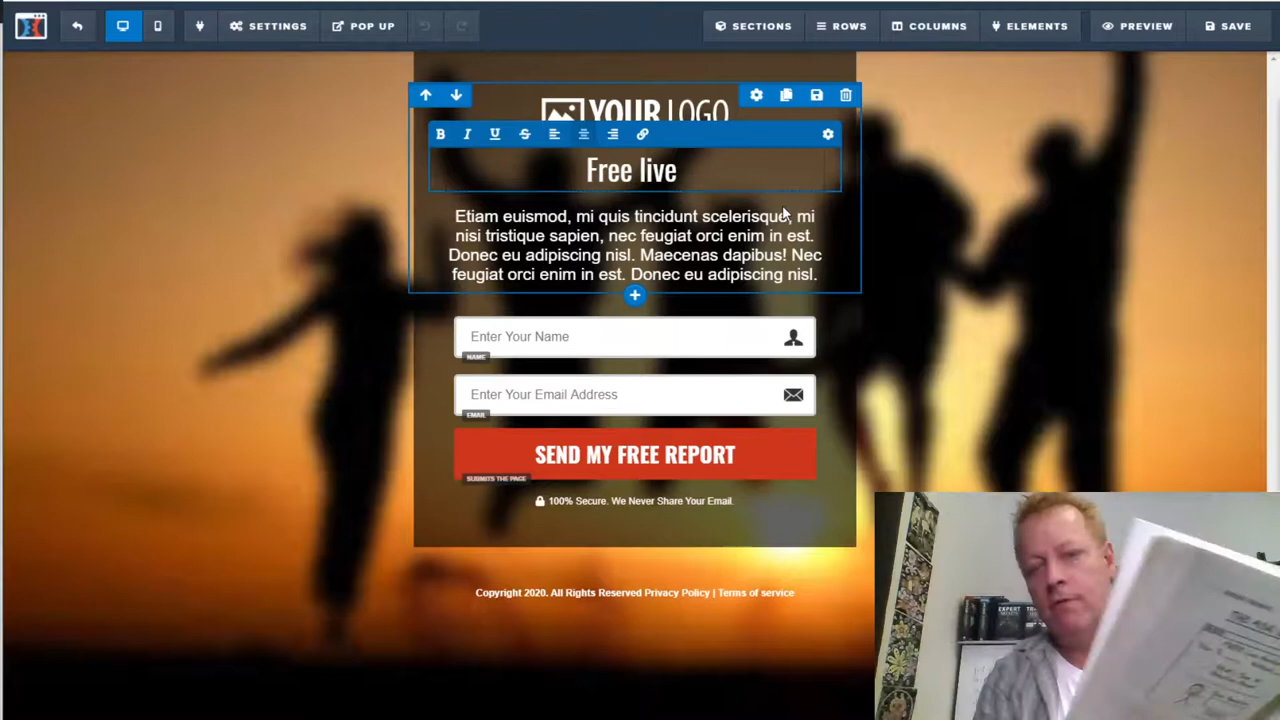 SETTINGS
POP UP
SECTIONS
ROWS
COLUMNS
ELEMENTS
PREVIEW
SAVE
YOUR LOGO
B I U S
Free live
Etiam euismod, mi quis tincidunt scelerisque, mi
nisi tristique sapien, nec feugiat orci enim in est.
Donec eu adipiscing nisl. Maecenas dapibus! Nec
feugiat orci enim in est. Donec eu adipiscing nisl.
Enter Your Name
NAME
Enter Your Email Address
EMAIL
SEND MY FREE REPORT
SUBMITS THE PAGE
100% Secure. We Never Share Your Email.
Copyright 2020. All Rights Reserved Privacy Policy | Terms of service
EXPERT
THE